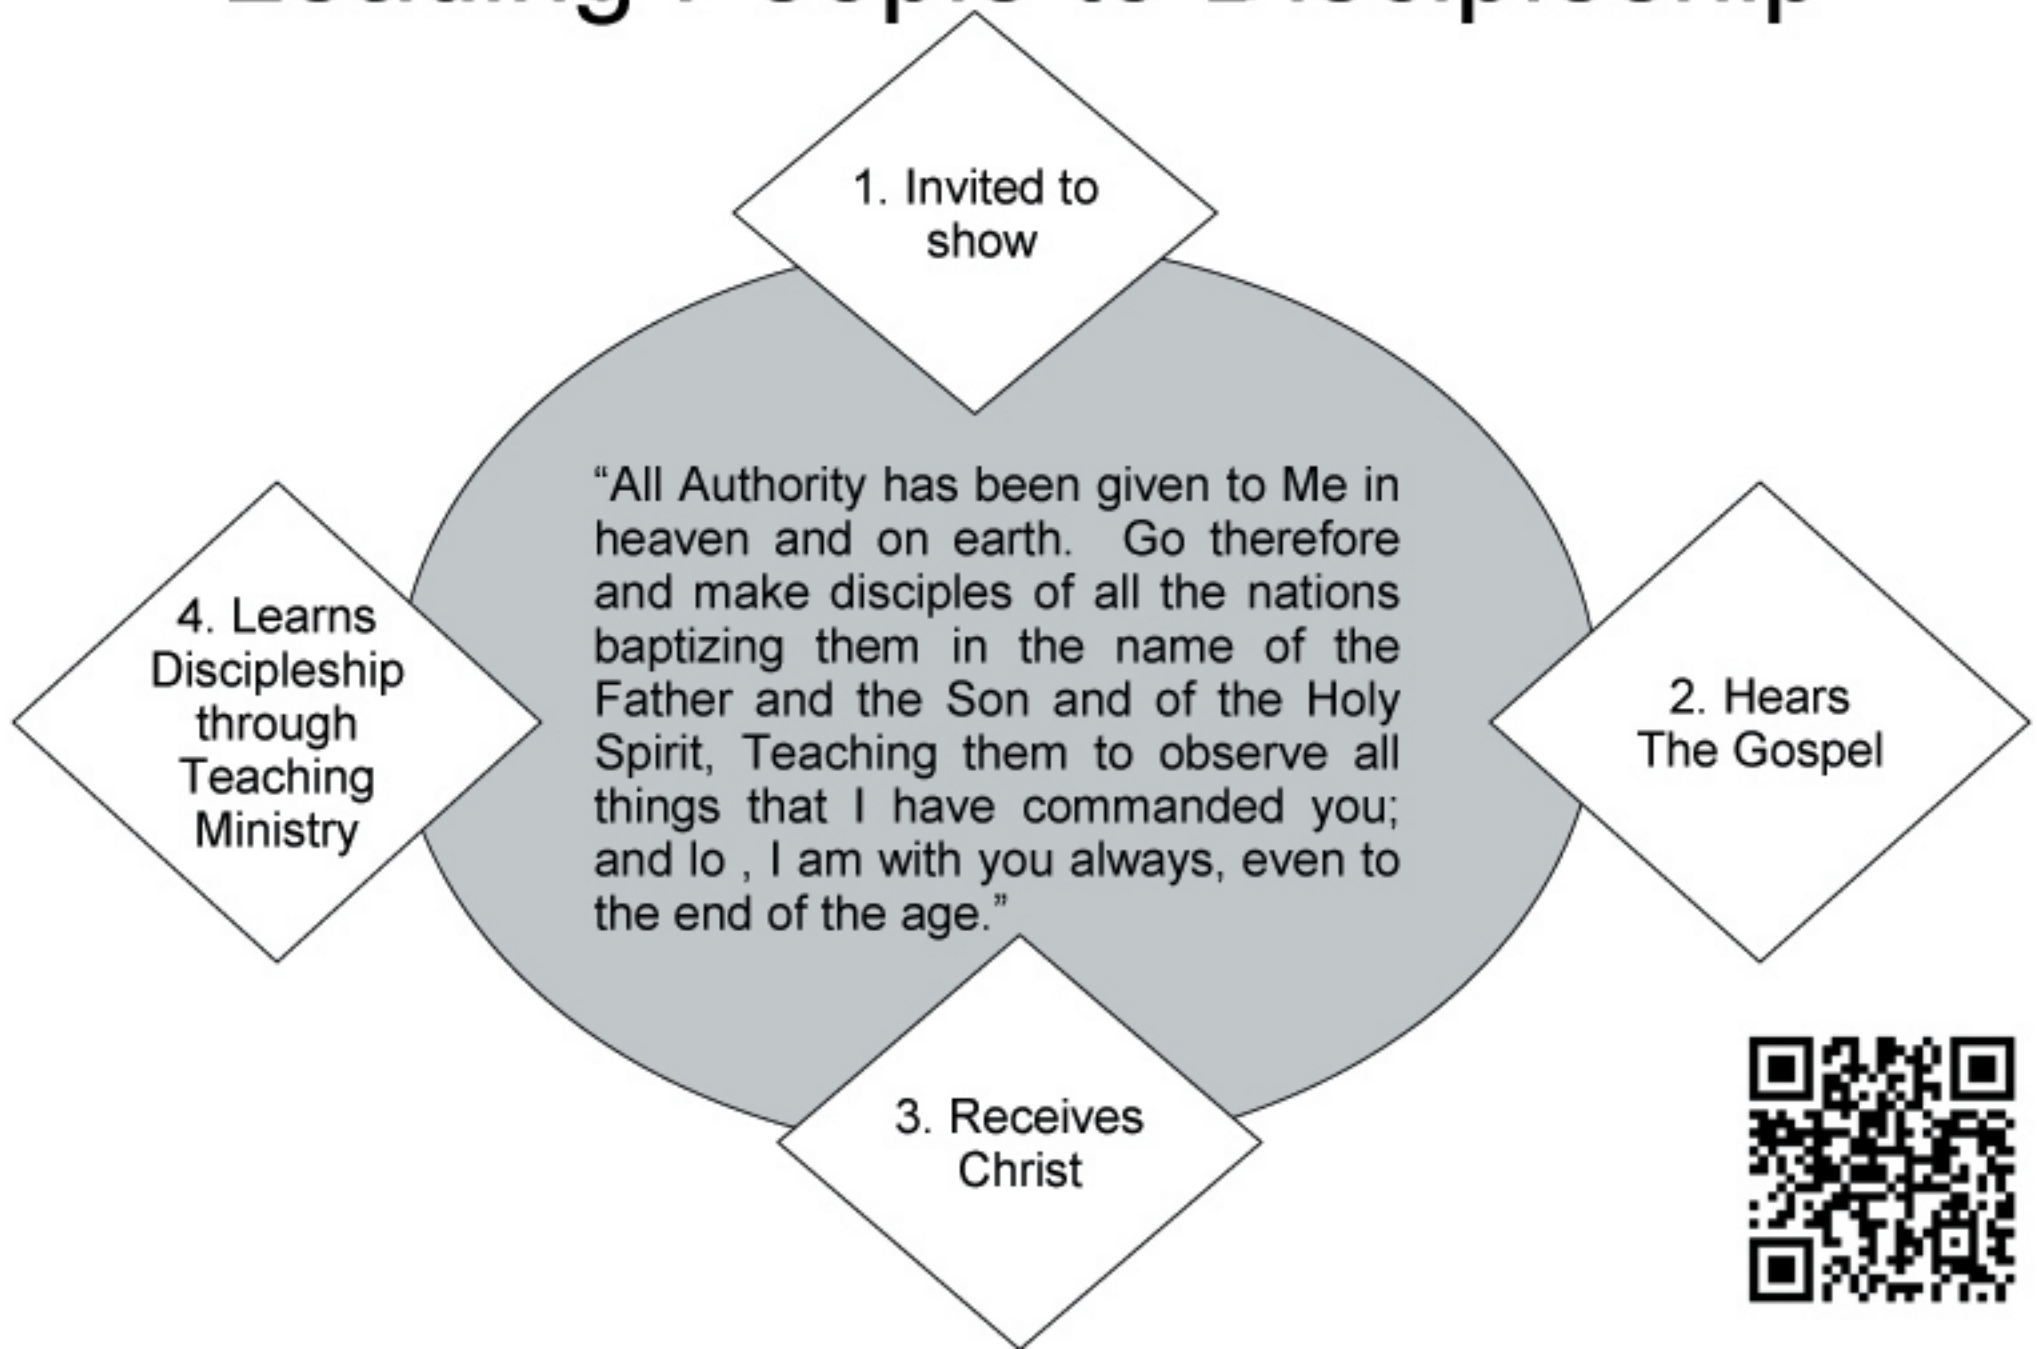 Leading People to Discipleship
1. Invited to
show
“All Authority has been given to Me in
heaven and on earth.  Go therefore
and make disciples of all the nations
baptizing them in the name of the
Father and the Son and of the Holy
Spirit, Teaching them to observe all
things that I have commanded you;
and lo , I am with you always, even to
the end of the age.”
4. Learns
Discipleship
through
Teaching
Ministry
2. Hears
The Gospel
3. Receives
Christ